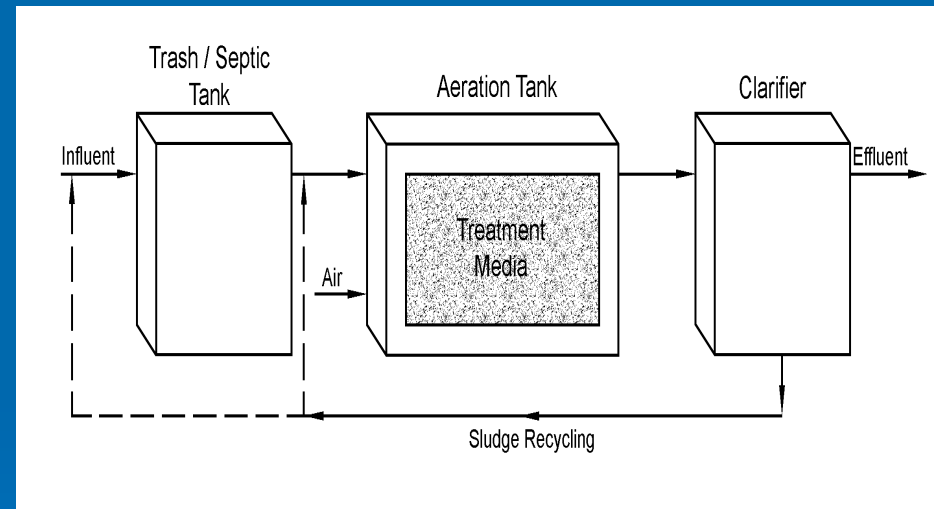 Trash / Septic
Tank
Aeration Tank
Clarifier
Influent
Effluent
Treatment
Media
Air
Sludge Recycling